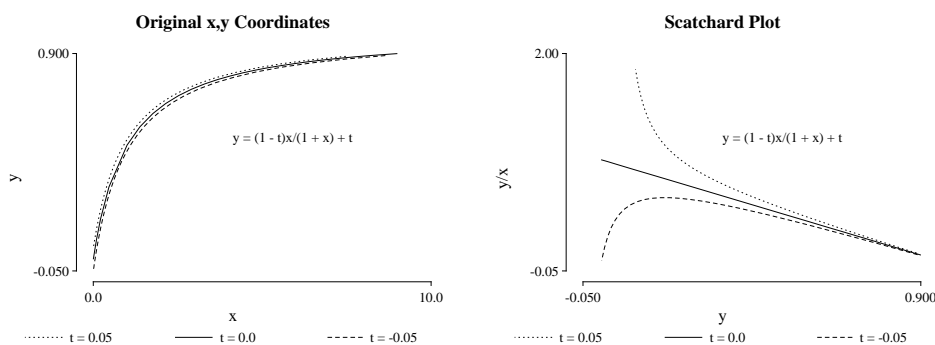 Original x,y Coordinates
0.900
y = (1 - t)x/(1 + x) + t
y
-0.050
0.0
10.0
x
t = 0.05
t = 0.0
t = -0.05
Scatchard Plot
2.00
y = (1 - t)x/(1 + x) + t
y/x
-0.05
-0.050
0.900
y
t = 0.05
t = 0.0
t = -0.05